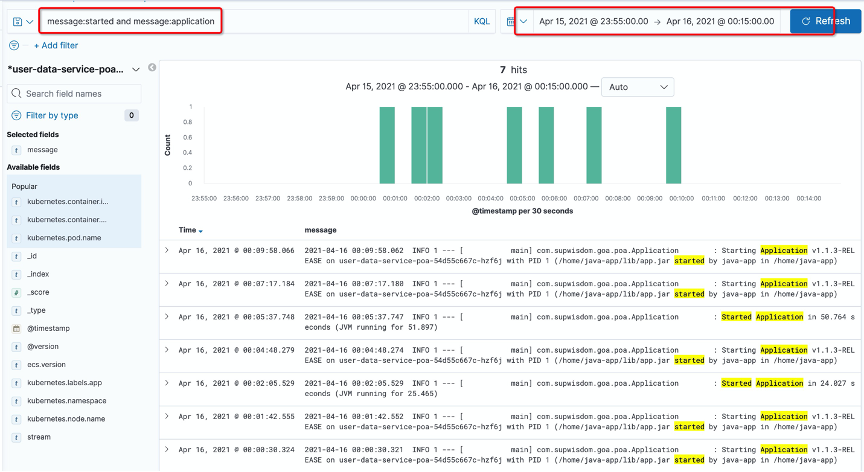 message:started and message:application
KQL
Apr 15, 2021 @ 23:55:00.00 → Apr 16, 2021 @ 00:15:00.00
Refresh
+ Add filter
*user-data-service-poa...
Search field names
Filter by type 0
Selected fields
t message
Available fields
Popular
t kubernetes.container.i...
t kubernetes.container....
t kubernetes.pod.name
t _id
t _index
# _score
t _type
@timestamp
t @version
t ecs.version
t kubernetes.labels.app
t kubernetes.namespace
t kubernetes.node.name
t stream
7 hits
Apr 15, 2021 @ 23:55:00.000 - Apr 16, 2021 @ 00:15:00.000 — Auto
Count
1
0.8
0.6
0.4
0.2
0
23:55:00 23:56:00 23:57:00 23:58:00 23:59:00 00:00:00 00:01:00 00:02:00 00:03:00 00:04:00 00:05:00 00:06:00 00:07:00 00:08:00 00:09:00 00:10:00 00:11:00 00:12:00 00:13:00 00:14:00
@timestamp per 30 seconds
Time message
Apr 16, 2021 @ 00:09:58.066 2021-04-16 00:09:58.062 INFO 1 --- [ main] com.supwisdom.goa.poa.Application : Starting Application v1.1.3-REL
EASE on user-data-service-poa-54d55c667c-hzf6j with PID 1 (/home/java-app/lib/app.jar started by java-app in /home/java-app)
Apr 16, 2021 @ 00:07:17.184 2021-04-16 00:07:17.180 INFO 1 --- [ main] com.supwisdom.goa.poa.Application : Starting Application v1.1.3-REL
EASE on user-data-service-poa-54d55c667c-hzf6j with PID 1 (/home/java-app/lib/app.jar started by java-app in /home/java-app)
Apr 16, 2021 @ 00:05:37.748 2021-04-16 00:05:37.747 INFO 1 --- [ main] com.supwisdom.goa.poa.Application : Started Application in 50.764 s
econds (JVM running for 51.897)
Apr 16, 2021 @ 00:04:48.279 2021-04-16 00:04:48.274 INFO 1 --- [ main] com.supwisdom.goa.poa.Application : Starting Application v1.1.3-REL
EASE on user-data-service-poa-54d55c667c-hzf6j with PID 1 (/home/java-app/lib/app.jar started by java-app in /home/java-app)
Apr 16, 2021 @ 00:02:05.529 2021-04-16 00:02:05.529 INFO 1 --- [ main] com.supwisdom.goa.poa.Application : Started Application in 24.027 s
econds (JVM running for 25.465)
Apr 16, 2021 @ 00:01:42.555 2021-04-16 00:01:42.552 INFO 1 --- [ main] com.supwisdom.goa.poa.Application : Starting Application v1.1.3-REL
EASE on user-data-service-poa-54d55c667c-hzf6j with PID 1 (/home/java-app/lib/app.jar started by java-app in /home/java-app)
Apr 16, 2021 @ 00:00:30.324 2021-04-16 00:00:30.321 INFO 1 --- [ main] com.supwisdom.goa.poa.Application : Starting Application v1.1.3-REL
EASE on user-data-service-poa-54d55c667c-hzf6j with PID 1 (/home/java-app/lib/app.jar started by java-app in /home/java-app)